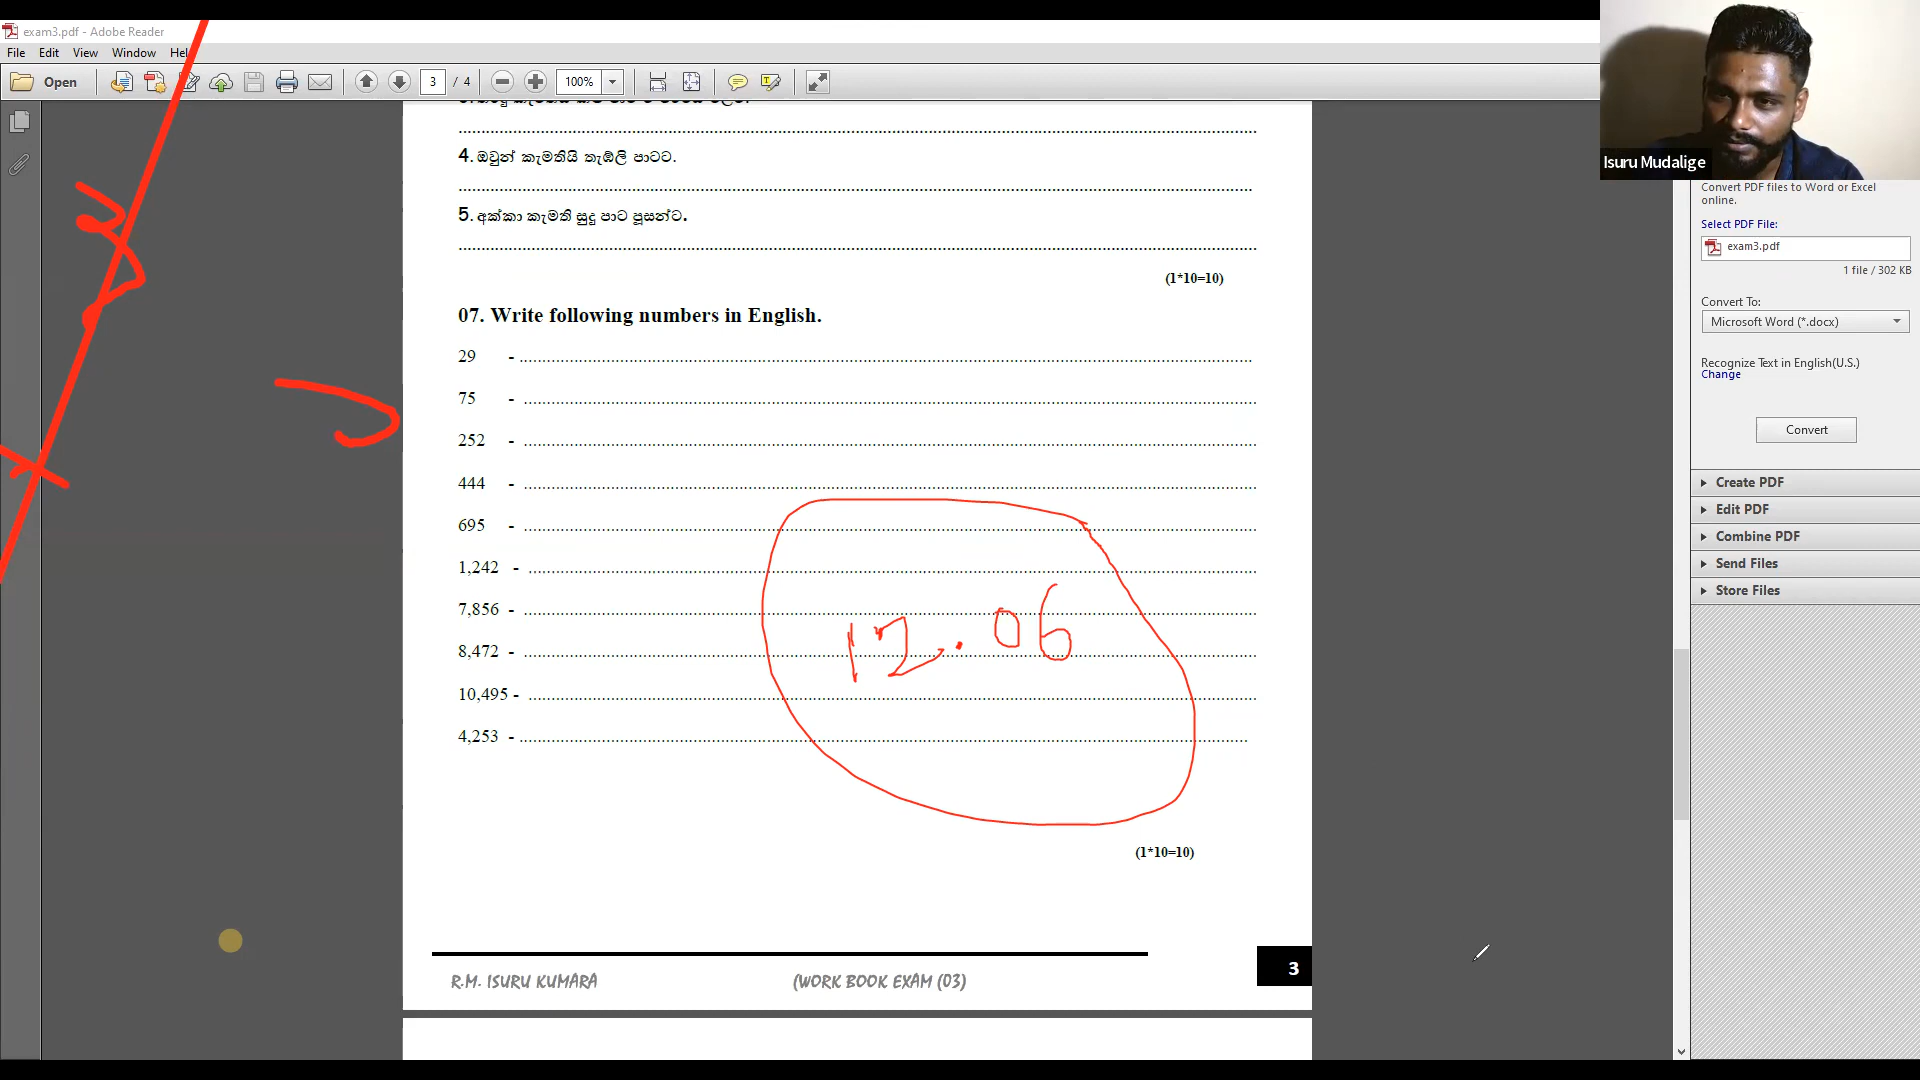 exam3.pdf - Adobe Reader
File Edit View Window Hel
Open 3 / 4 100%
Isuru Mudalige
4. ඔවුන් කැමතියි තැඹිලි පාටට.
5. අක්කා කැමති සුදු පාට පූසන්ට.
(1*10=10)
07. Write following numbers in English.
29 -
75 -
252 -
444 -
695 -
1,242 -
7,856 -
8,472 -
10,495 -
4,253 -
12.06
(1*10=10)
R.M. ISURU KUMARA (WORK BOOK EXAM (03) 3
Convert PDF files to Word or Excel
online.
Select PDF File:
exam3.pdf
1 file / 302 KB
Convert To:
Microsoft Word (*.docx)
Recognize Text in English(U.S.)
Change
Convert
Create PDF
Edit PDF
Combine PDF
Send Files
Store Files